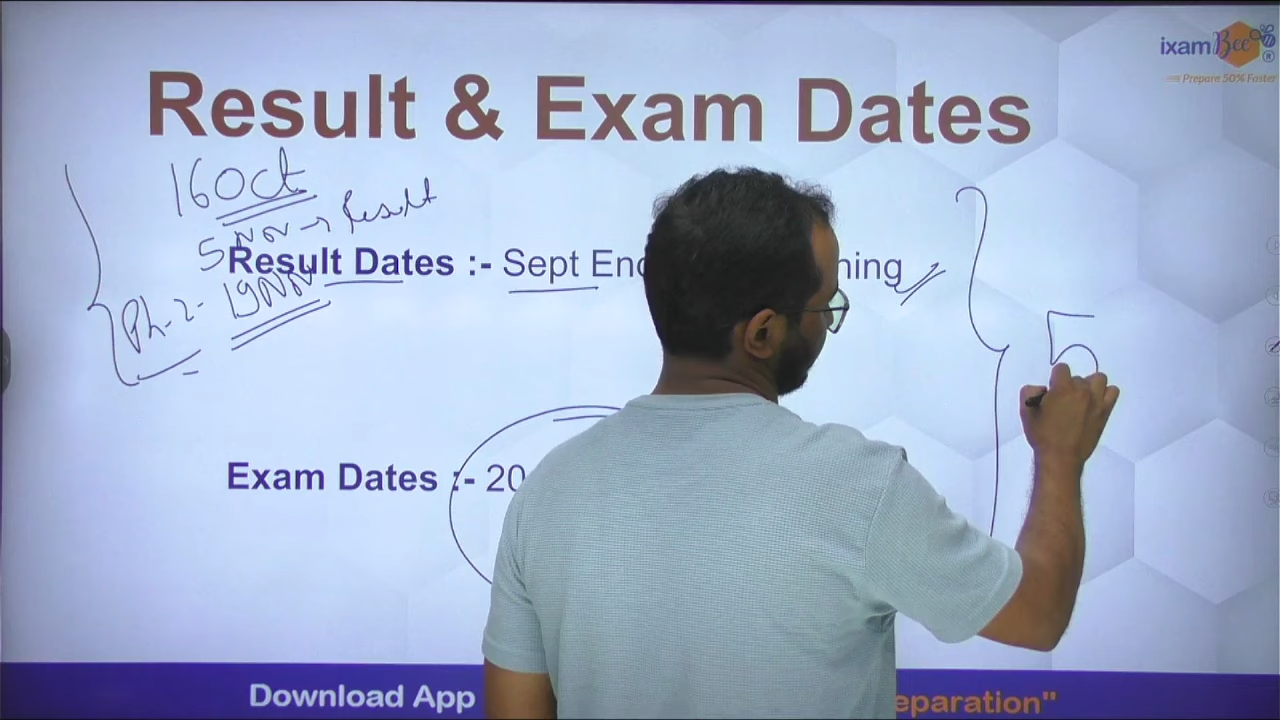 ixamBee
Prepare 50% Faster
Result & Exam Dates
16 Oct
5 Nov → Result
Result Dates :- Sept End
Ph-2 - 19 Nov
5
Exam Dates :- 20
Download App
eparation"